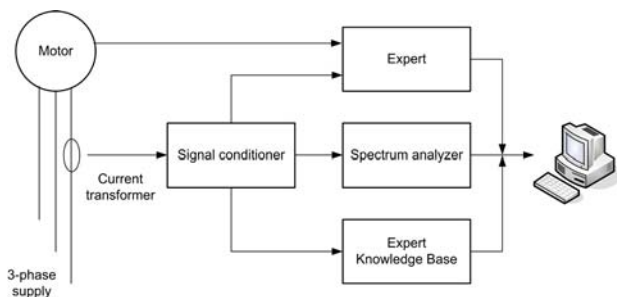 Motor
Expert
Signal conditioner
Spectrum analyzer
Current
transformer
Expert
Knowledge Base
3-phase
supply